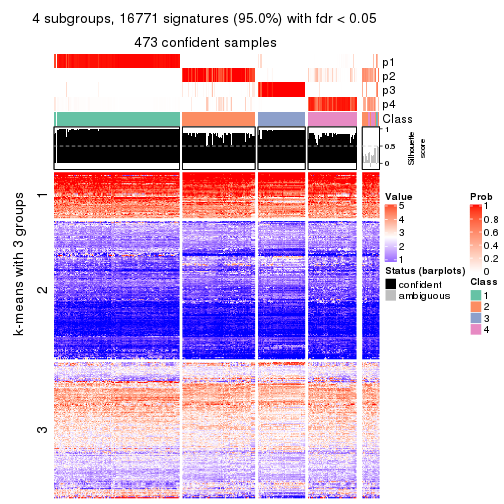 4 subgroups, 16771 signatures (95.0%) with fdr < 0.05
473 confident samples
p1
p2
p3
p4
Class
1
0.5
0
Silhouette
score
k-means with 3 groups
1
2
3
Value
5
4
3
2
1
Status (barplots)
confident
ambiguous
Prob
1
0.8
0.6
0.4
0.2
0
Class
1
2
3
4